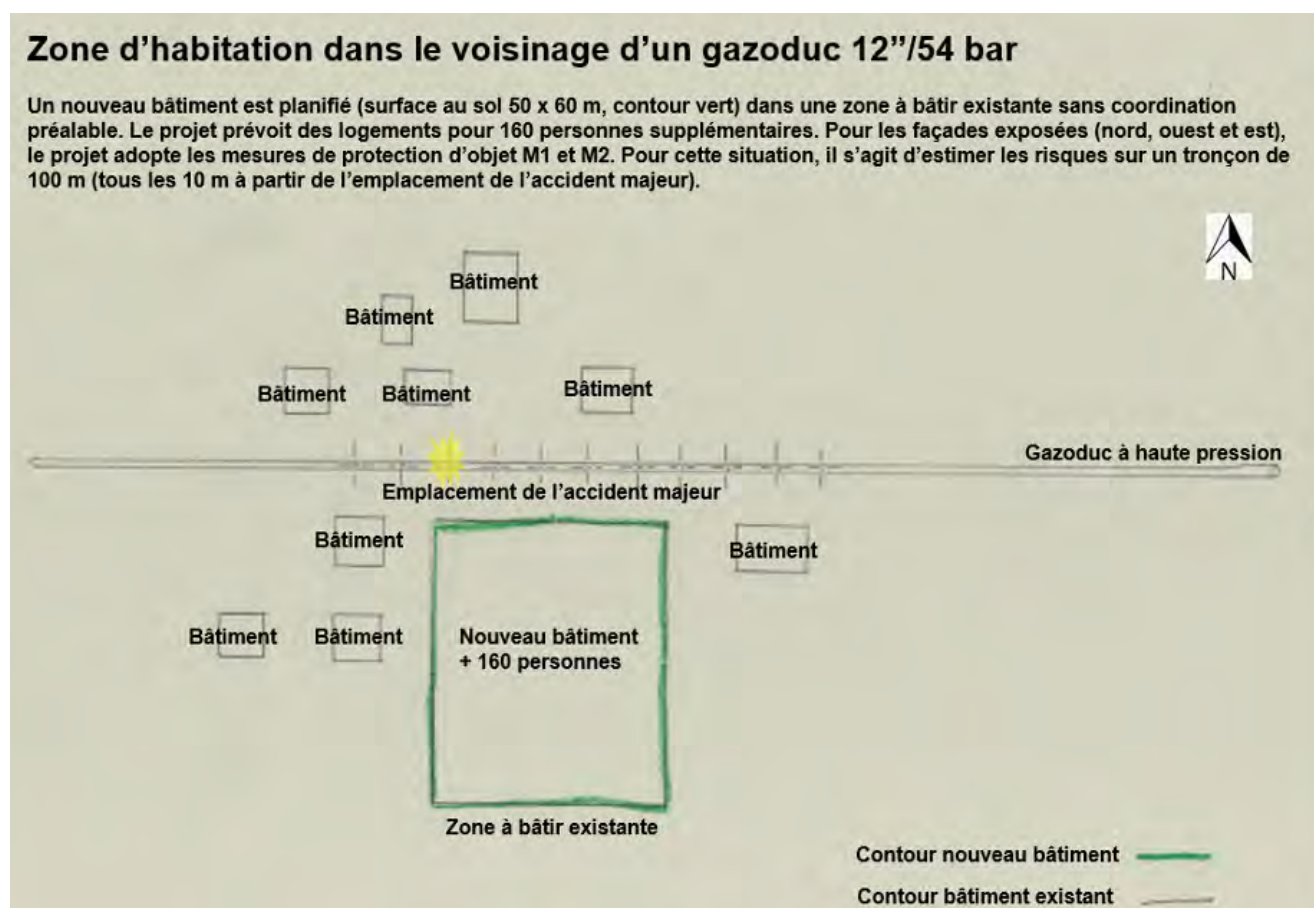 Zone d’habitation dans le voisinage d’un gazoduc 12”/54 bar
Un nouveau bâtiment est planifié (surface au sol 50 x 60 m, contour vert) dans une zone à bâtir existante sans coordination
préalable. Le projet prévoit des logements pour 160 personnes supplémentaires. Pour les façades exposées (nord, ouest et est),
le projet adopte les mesures de protection d’objet M1 et M2. Pour cette situation, il s’agit d’estimer les risques sur un tronçon de
100 m (tous les 10 m à partir de l’emplacement de l’accident majeur).
N
Bâtiment
Bâtiment
Bâtiment
Bâtiment
Bâtiment
Gazoduc à haute pression
Emplacement de l’accident majeur
Bâtiment
Bâtiment
Bâtiment
Bâtiment
Nouveau bâtiment
+ 160 personnes
Zone à bâtir existante
Contour nouveau bâtiment
Contour bâtiment existant